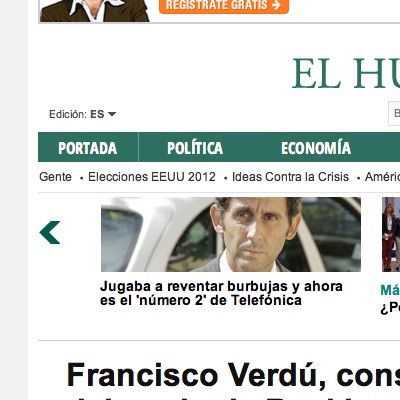 REGÍSTRATE GRATIS
EL HU
Edición: ES
B
PORTADA POLÍTICA ECONOMÍA
Gente • Elecciones EEUU 2012 • Ideas Contra la Crisis • Améric
Jugaba a reventar burbujas y ahora
es el 'número 2' de Telefónica
Má
¿Po
Francisco Verdú, cons